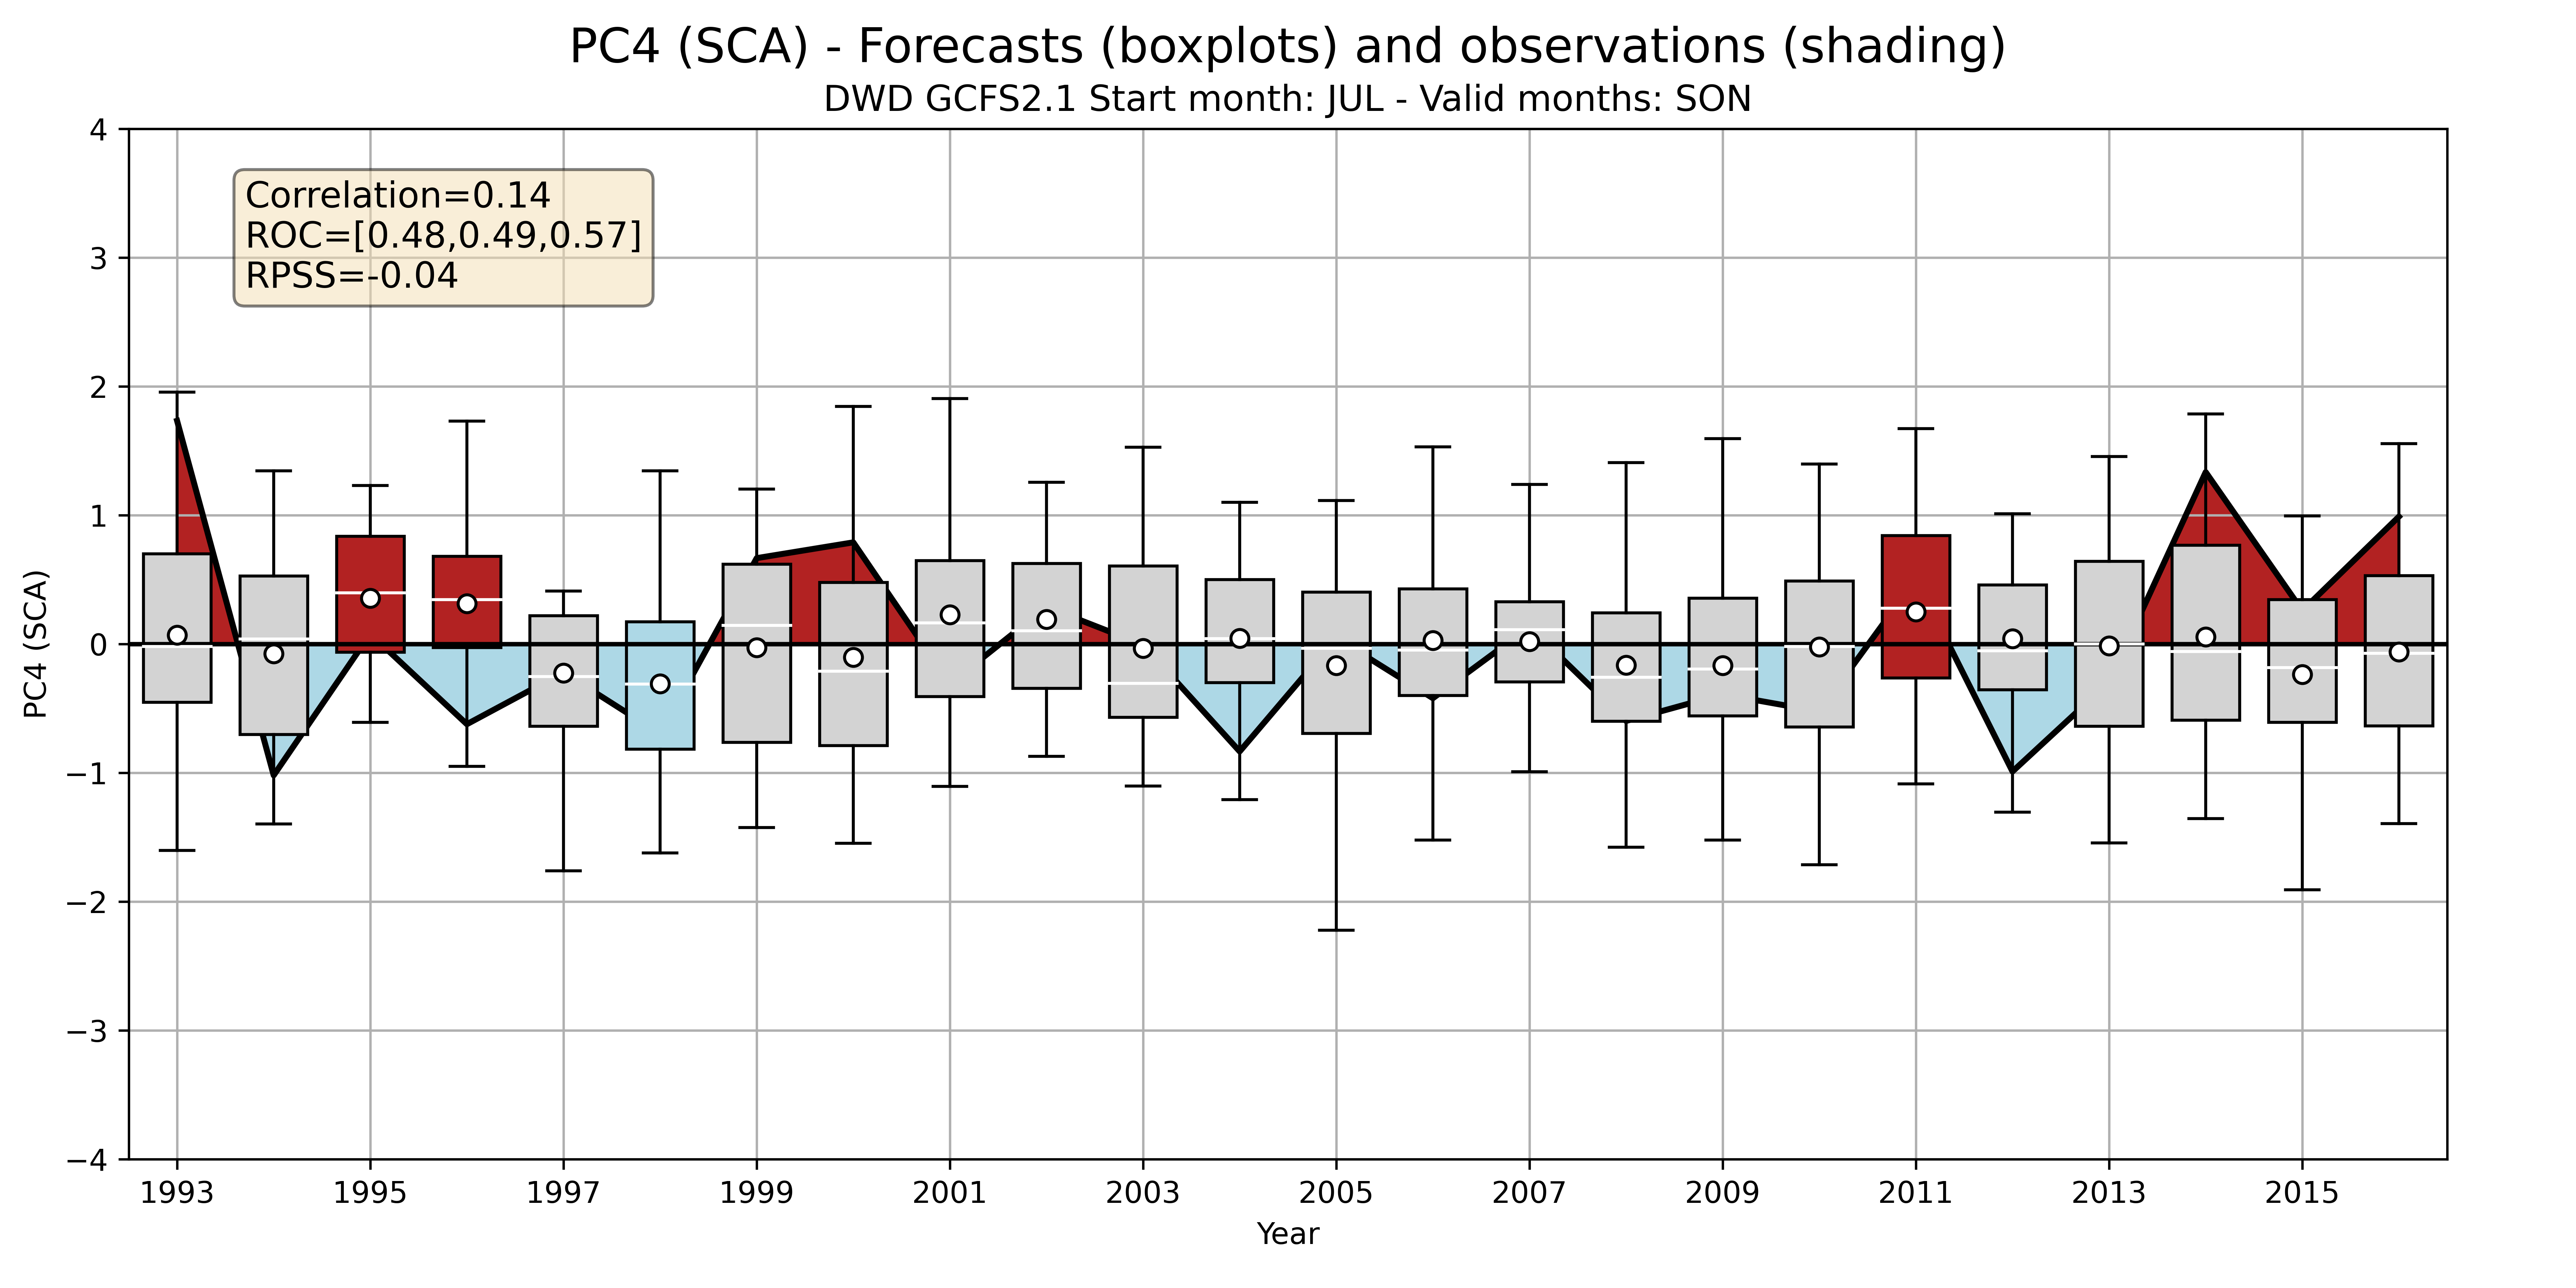 PC4 (SCA) - Forecasts (boxplots) and observations (shading)
DWD GCFS2.1 Start month: JUL - Valid months: SON
Correlation=0.14
ROC=[0.48,0.49,0.57]
RPSS=-0.04
PC4 (SCA)
4
3
2
1
0
−1
−2
−3
−4
1993 1995 1997 1999 2001 2003 2005 2007 2009 2011 2013 2015
Year